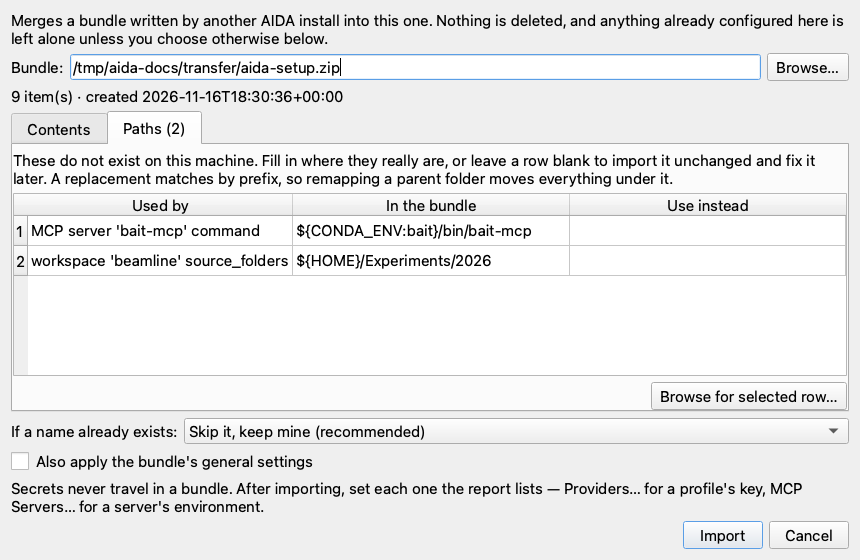 Merges a bundle written by another AIDA install into this one. Nothing is deleted, and anything already configured here is
left alone unless you choose otherwise below.
Bundle: /tmp/aida-docs/transfer/aida-setup.zip Browse...
9 item(s) · created 2026-11-16T18:30:36+00:00
Contents Paths (2)
These do not exist on this machine. Fill in where they really are, or leave a row blank to import it unchanged and fix it
later. A replacement matches by prefix, so remapping a parent folder moves everything under it.
Used by In the bundle Use instead
1 MCP server 'bait-mcp' command ${CONDA_ENV:bait}/bin/bait-mcp
2 workspace 'beamline' source_folders ${HOME}/Experiments/2026
Browse for selected row...
If a name already exists: Skip it, keep mine (recommended)
Also apply the bundle's general settings
Secrets never travel in a bundle. After importing, set each one the report lists — Providers... for a profile's key, MCP
Servers... for a server's environment.
Import Cancel